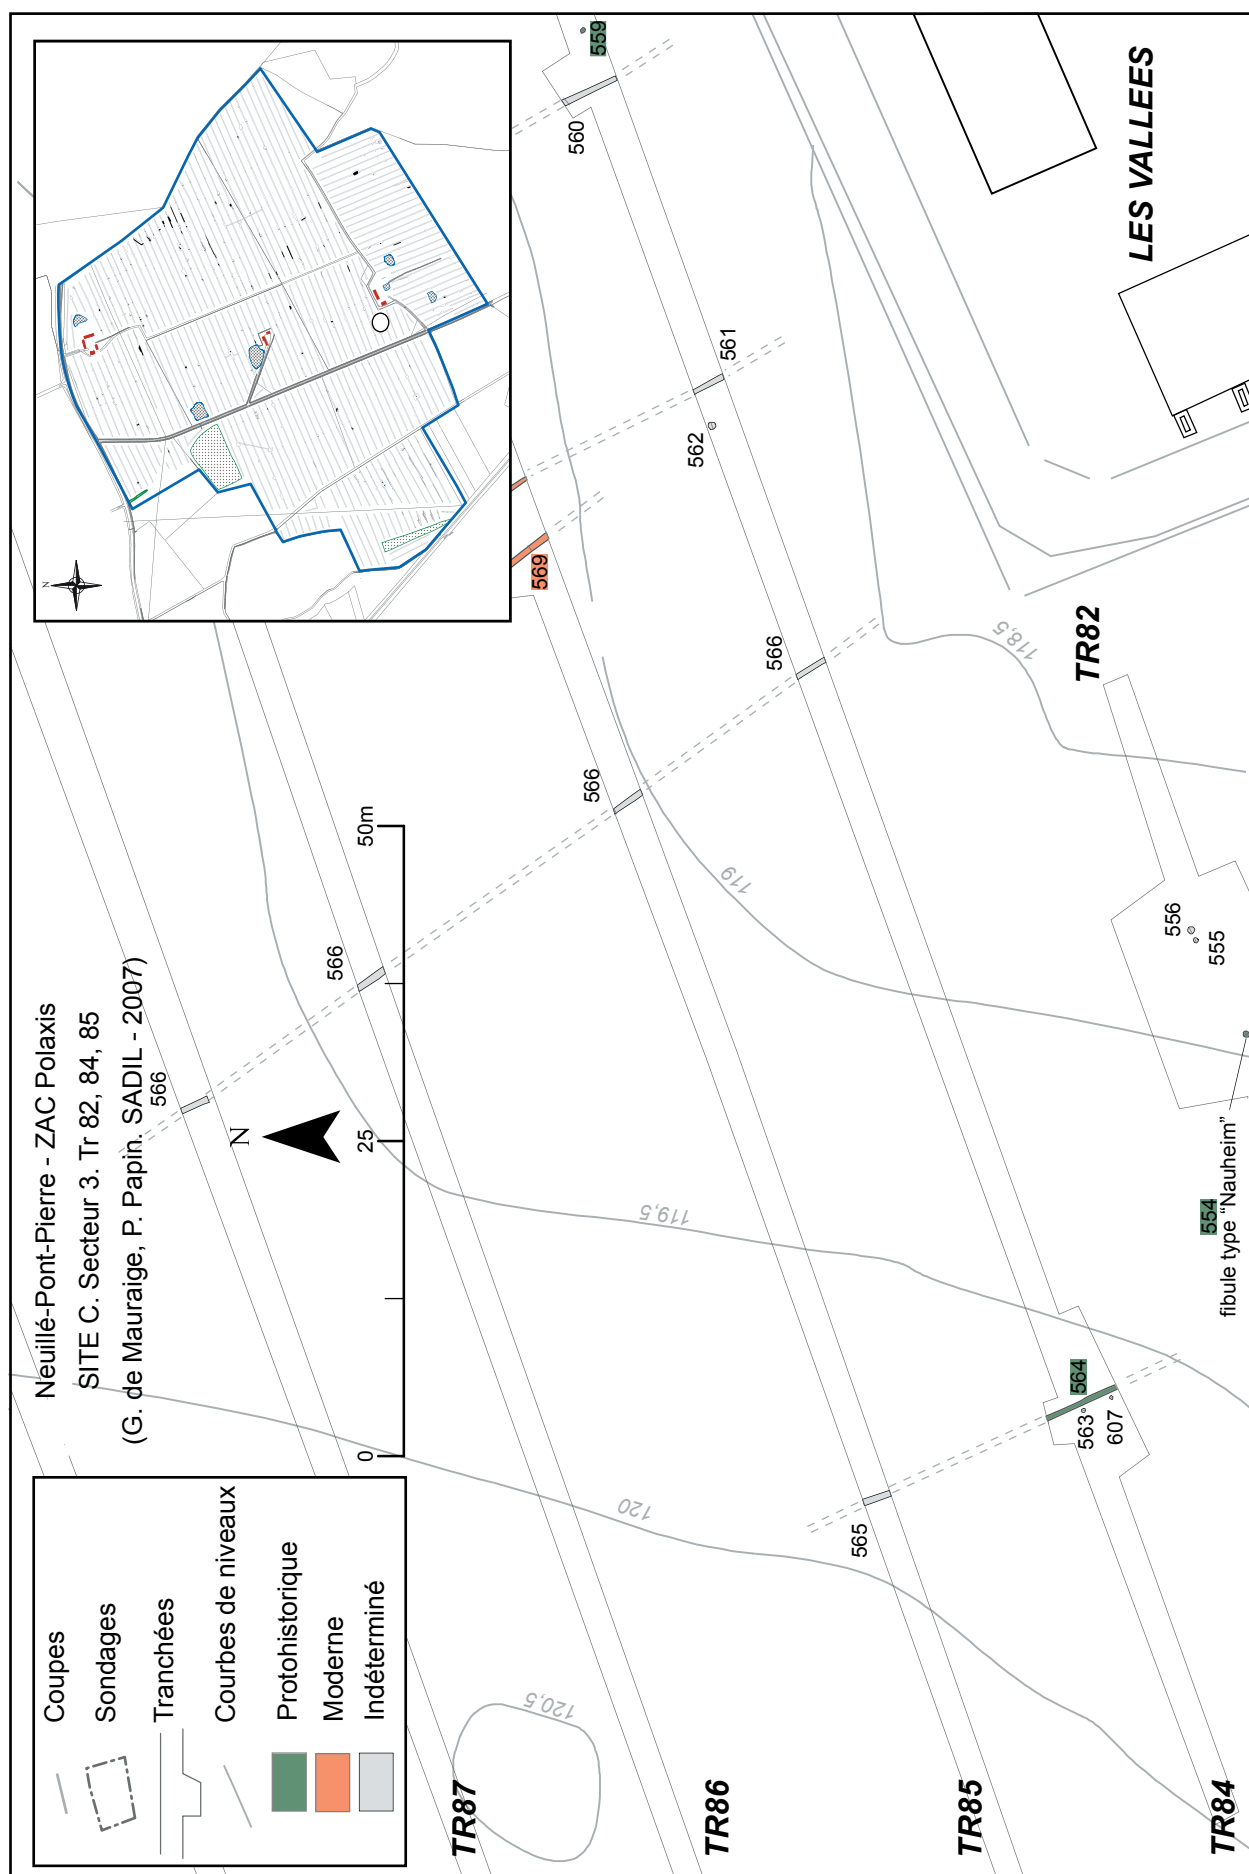 Neuillé-Pont-Pierre - ZAC Polaxis
SITE C. Secteur 3. Tr 82, 84, 85
(G. de Mauraige, P. Papin. SADIL - 2007)
Coupes
Sondages
Tranchées
Courbes de niveaux
Protohistorique
Moderne
Indéterminé
0
25
50m
N
N
566
566
566
566
569
560
559
561
562
LES VALLEES
TR82
118,5
119
119,5
120
120,5
556
555
554
fibule type “Nauheim”
564
563
607
565
TR87
TR86
TR85
TR84